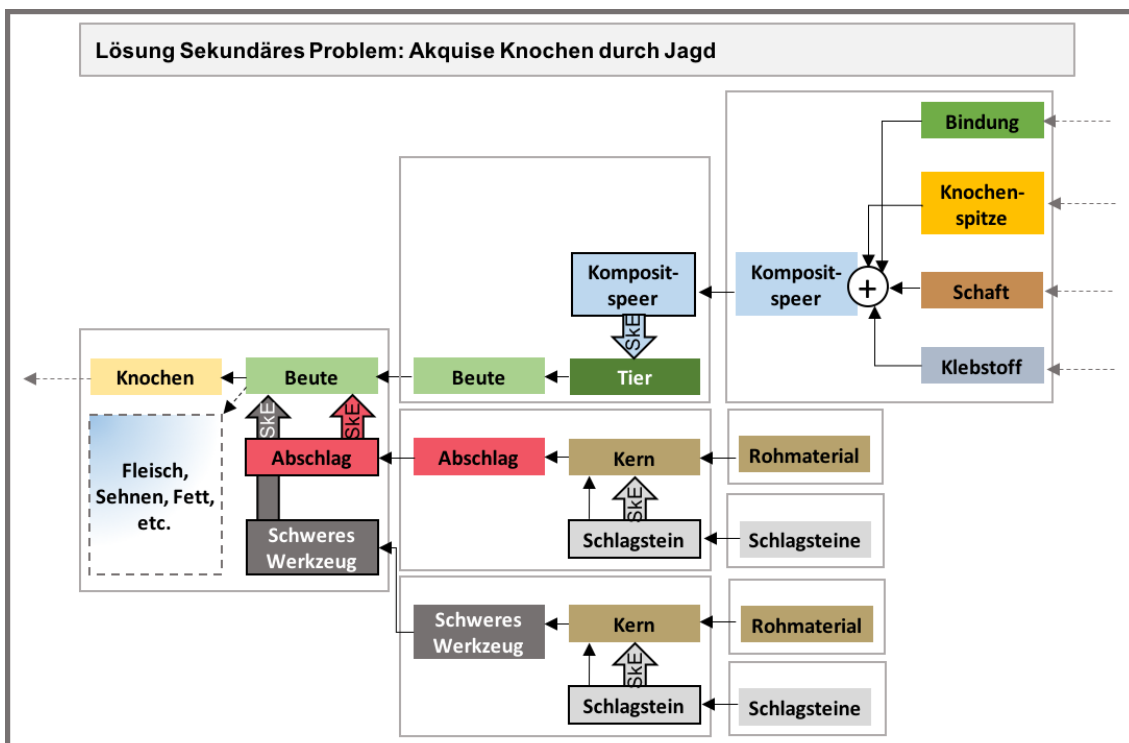 Lösung Sekundäres Problem: Akquise Knochen durch Jagd
Bindung
Knochen-
spitze
Komposit-
speer
Komposit-
speer
+
Schaft
SkE
Klebstoff
Knochen
Beute
Beute
Tier
SkE
SkE
Fleisch,
Sehnen, Fett,
etc.
Abschlag
Abschlag
Kern
Rohmaterial
SkE
Schweres
Werkzeug
Schlagstein
Schlagsteine
Schweres
Werkzeug
Kern
Rohmaterial
SkE
Schlagstein
Schlagsteine